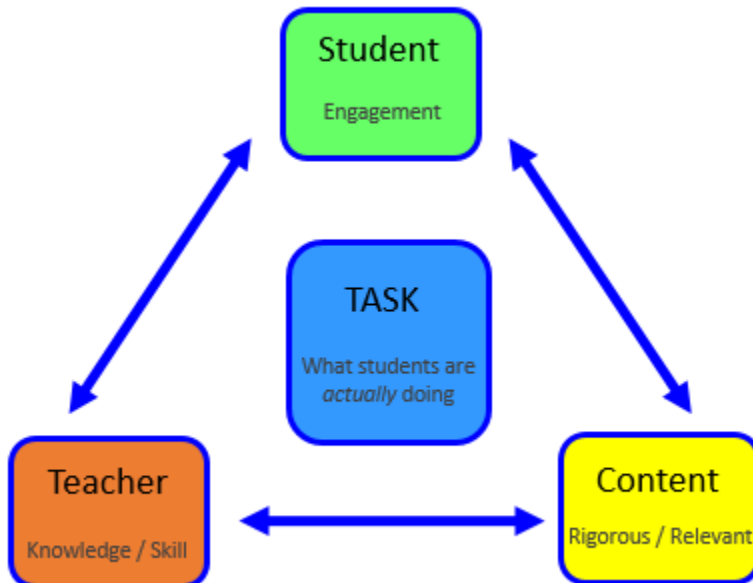 Student
Engagement
TASK
What students are
actually doing
Teacher
Knowledge / Skill
Content
Rigorous / Relevant